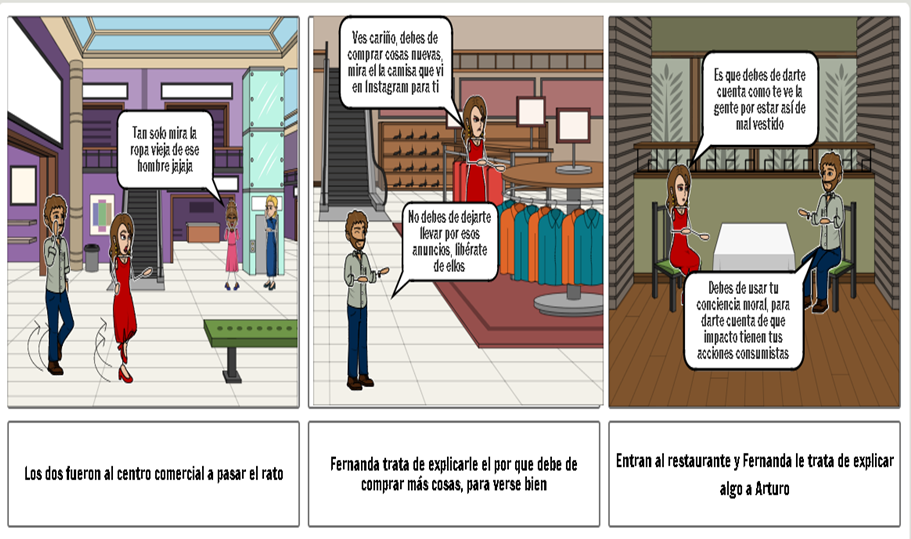 Tan solo mira la
ropa vieja de ese
hombre jajaja
Ves cariño, debes de
comprar cosas nuevas,
mira el la camisa que vi
en Instagram para ti
No debes de dejarte
llevar por esos
anuncios, libérate
de ellos
Es que debes de darte
cuenta como te ve la
gente por estar así de
mal vestido
Debes de usar tu
conciencia moral, para
darte cuenta de que
impacto tienen tus
acciones consumistas
Los dos fueron al centro comercial a pasar el rato
Fernanda trata de explicarle el por que debe de
comprar más cosas, para verse bien
Entran al restaurante y Fernanda le trata de explicar
algo a Arturo